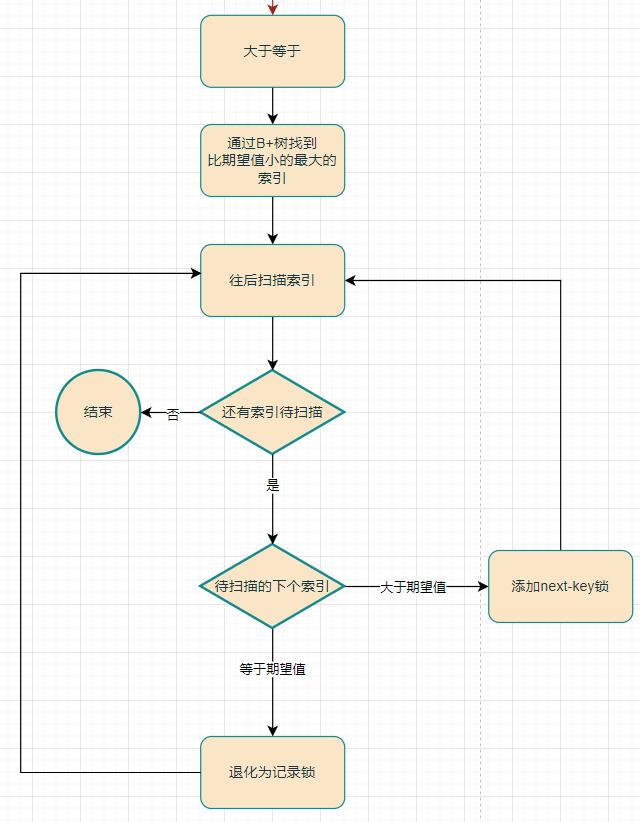 大于等于
通过B+树找到
比期望值小的最大的
索引
往后扫描索引
还有索引待扫描
否
结束
是
待扫描的下个索引
大于期望值
添加next-key锁
等于期望值
退化为记录锁